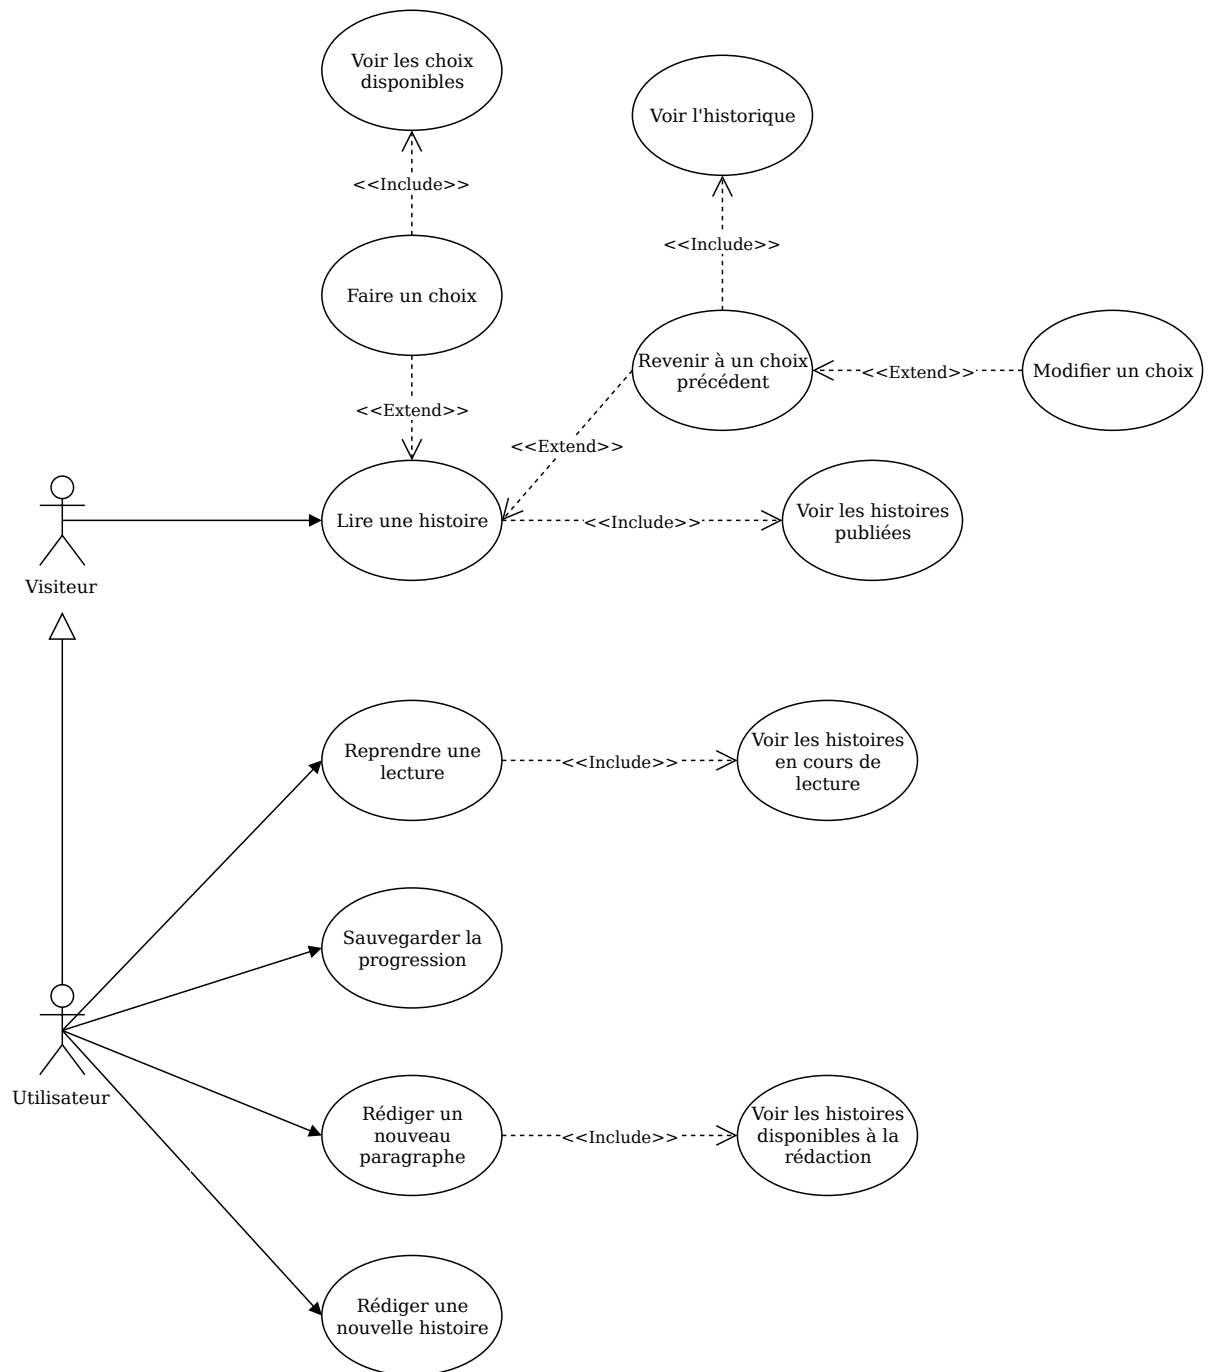 Voir les choix
disponibles
Voir l'historique
<<Include>>
<<Include>>
Faire un choix
Revenir à un choix
précédent
<<Extend>>
Modifier un choix
<<Extend>>
<<Extend>>
Lire une histoire
<<Include>>
Voir les histoires
publiées
Visiteur
Reprendre une
lecture
<<Include>>
Voir les histoires
en cours de
lecture
Sauvegarder la
progression
Utilisateur
Rédiger un
nouveau
paragraphe
<<Include>>
Voir les histoires
disponibles à la
rédaction
Rédiger une
nouvelle histoire